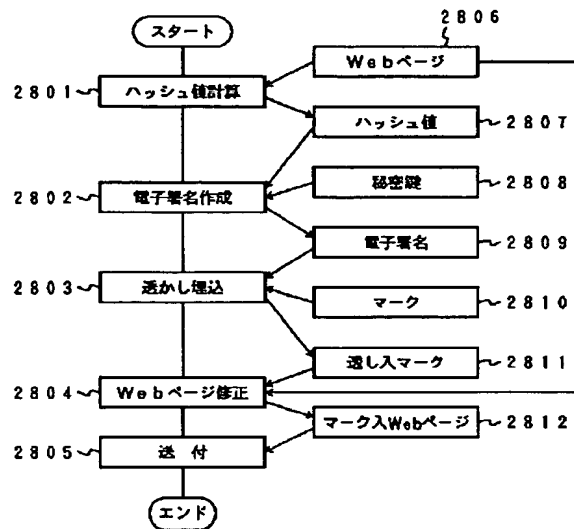 スタート
2806
Webページ
2801
ハッシュ値計算
ハッシュ値
2807
2802
電子署名作成
秘密鍵
2808
電子署名
2809
2803
透かし埋込
マーク
2810
透し入マーク
2811
2804
Webページ修正
マーク入Webページ
2812
2805
送付
エンド